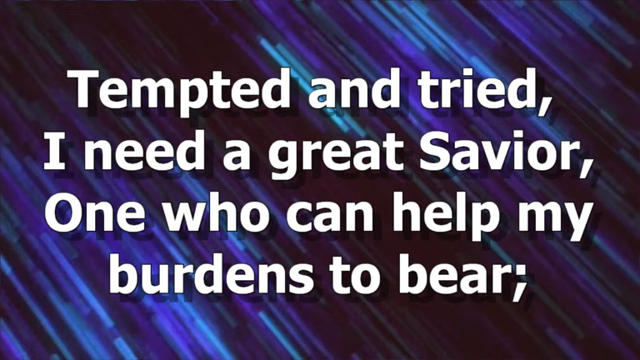 Tempted and tried,
I need a great Savior,
One who can help my
burdens to bear;